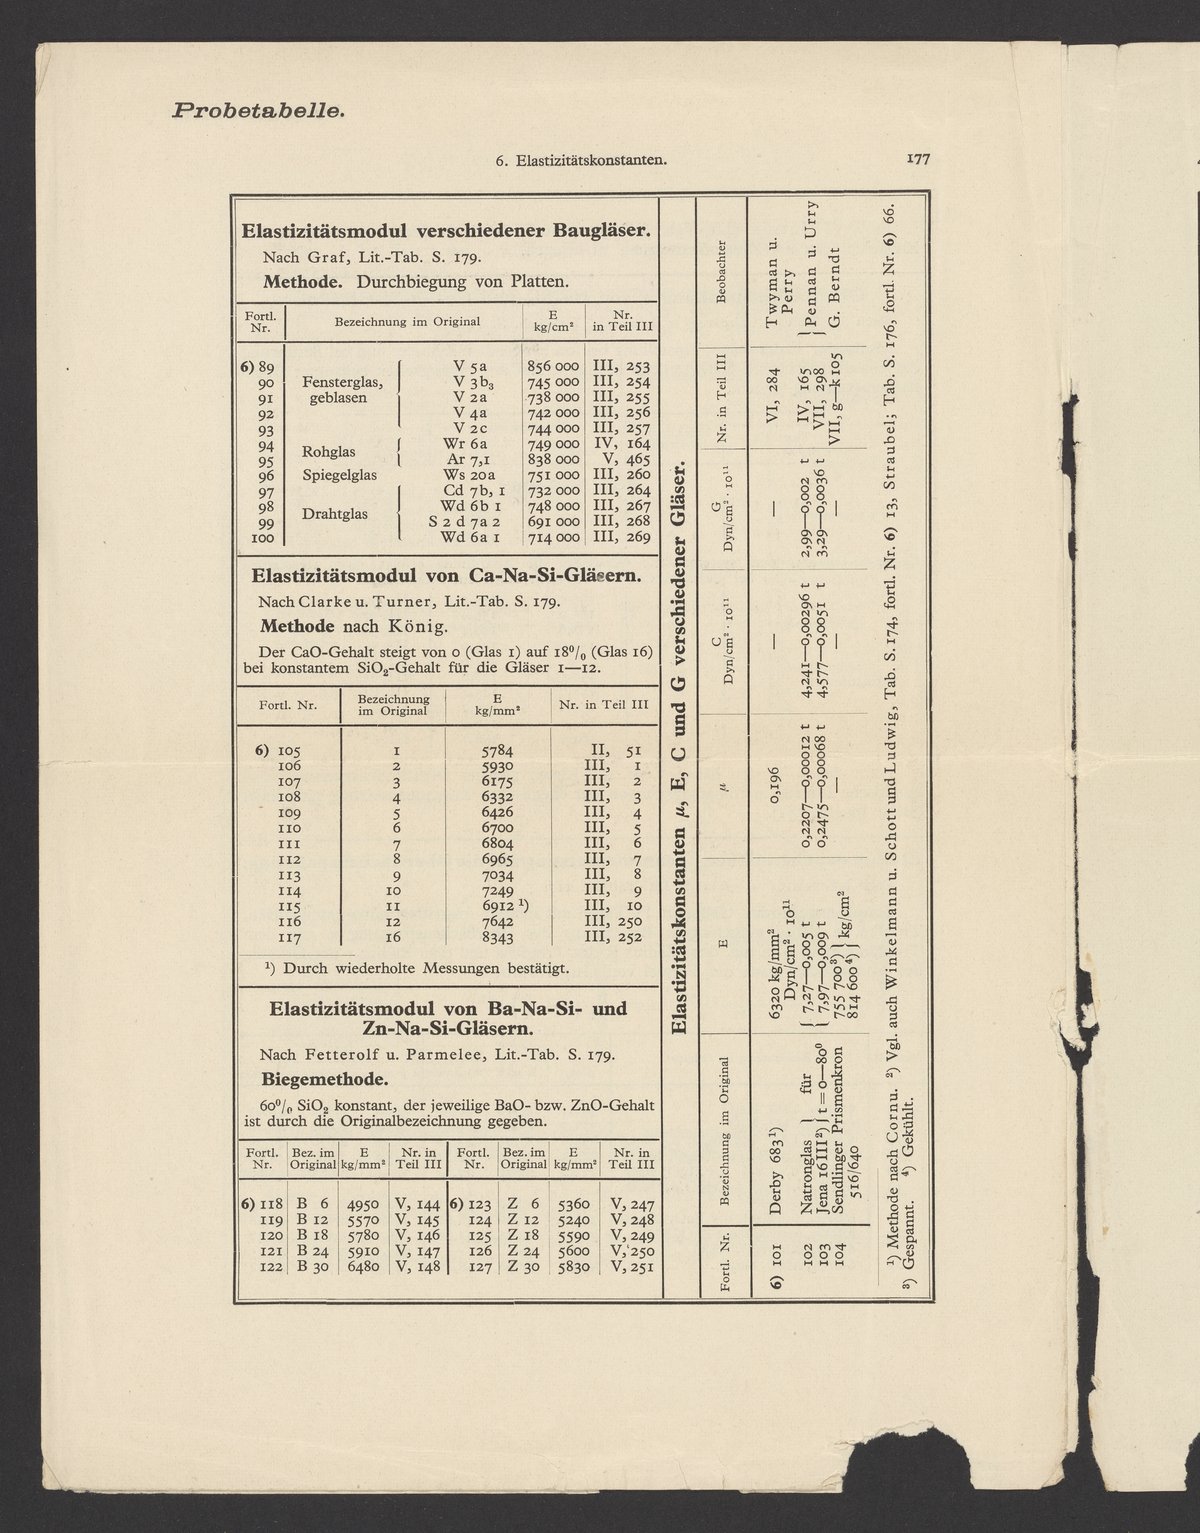 Probetabelle.
6. Elastizitätskonstanten.
177
Elastizitätsmodul verschiedener Baugläser.
Nach Graf, Lit.-Tab. S. 179.
Methode. Durchbiegung von Platten.
Fortl. Nr. Bezeichnung im Original E kg/cm² Nr. in Teil III
6) 89 V 5a 856 000 III, 253
90 Fensterglas, V 3b₃ 745 000 III, 254
91 geblasen V 2a 738 000 III, 255
92 V 4a 742 000 III, 256
93 V 2c 744 000 III, 257
94 Rohglas Wr 6a 749 000 IV, 164
95 Ar 7,1 838 000 V, 465
96 Spiegelglas Ws 20a 751 000 III, 260
97 Cd 7b, 1 732 000 III, 264
98 Drahtglas Wd 6b 1 748 000 III, 267
99 S 2 d 7a 2 691 000 III, 268
100 Wd 6a 1 714 000 III, 269
Elastizitätsmodul von Ca-Na-Si-Gläsern.
Nach Clarke u. Turner, Lit.-Tab. S. 179.
Methode nach König.
Der CaO-Gehalt steigt von 0 (Glas 1) auf 18⁰/₀ (Glas 16)
bei konstantem SiO₂-Gehalt für die Gläser 1—12.
Fortl. Nr. Bezeichnung im Original E kg/mm² Nr. in Teil III
6) 105 1 5784 II, 51
106 2 5930 III, 1
107 3 6175 III, 2
108 4 6332 III, 3
109 5 6426 III, 4
110 6 6700 III, 5
111 7 6804 III, 6
112 8 6965 III, 7
113 9 7034 III, 8
114 10 7249 III, 9
115 11 6912 ¹) III, 10
116 12 7642 III, 250
117 16 8343 III, 252
¹) Durch wiederholte Messungen bestätigt.
Elastizitätsmodul von Ba-Na-Si- und
Zn-Na-Si-Gläsern.
Nach Fetterolf u. Parmelee, Lit.-Tab. S. 179.
Biegemethode.
60⁰/₀ SiO₂ konstant, der jeweilige BaO- bzw. ZnO-Gehalt
ist durch die Originalbezeichnung gegeben.
Fortl. Nr. Bez. im Original E kg/mm² Nr. in Teil III Fortl. Nr. Bez. im Original E kg/mm² Nr. in Teil III
6) 118 B 6 4950 V, 144 6) 123 Z 6 5360 V, 247
119 B 12 5570 V, 145 124 Z 12 5240 V, 248
120 B 18 5780 V, 146 125 Z 18 5590 V, 249
121 B 24 5910 V, 147 126 Z 24 5600 V, 250
122 B 30 6480 V, 148 127 Z 30 5830 V, 251
Elastizitätskonstanten μ, E, C und G verschiedener Gläser.
Fortl. Nr. Bezeichnung im Original E μ C Dyn/cm² · 10¹¹ G Dyn/cm² · 10¹¹ Nr. in Teil III Beobachter
6) 101 Derby 683 ¹) 6320 kg/mm² 0,196 — — VI, 284 Twyman u.
Dyn/cm² · 10¹¹ Perry
102 Natronglas } für { 7,27—0,005 t 0,2207—0,00012 t 4,241—0,00296 t 2,99—0,002 t IV, 165 } Pennan u. Urry
103 Jena 16 III ²) } t = 0—80⁰ { 7,97—0,009 t 0,2475—0,00068 t 4,577—0,0051 t 3,29—0,0036 t VII, 298
104 Sendlinger Prismenkron 755 700 ³) } kg/cm² — — — VII, g—k 105 G. Berndt
516/640 814 600 ⁴)
¹) Methode nach Cornu. ²) Vgl. auch Winkelmann u. Schott und Ludwig, Tab. S. 174, fortl. Nr. 6) 13, Straubel; Tab. S. 176, fortl. Nr. 6) 66.
³) Gespannt. ⁴) Gekühlt.